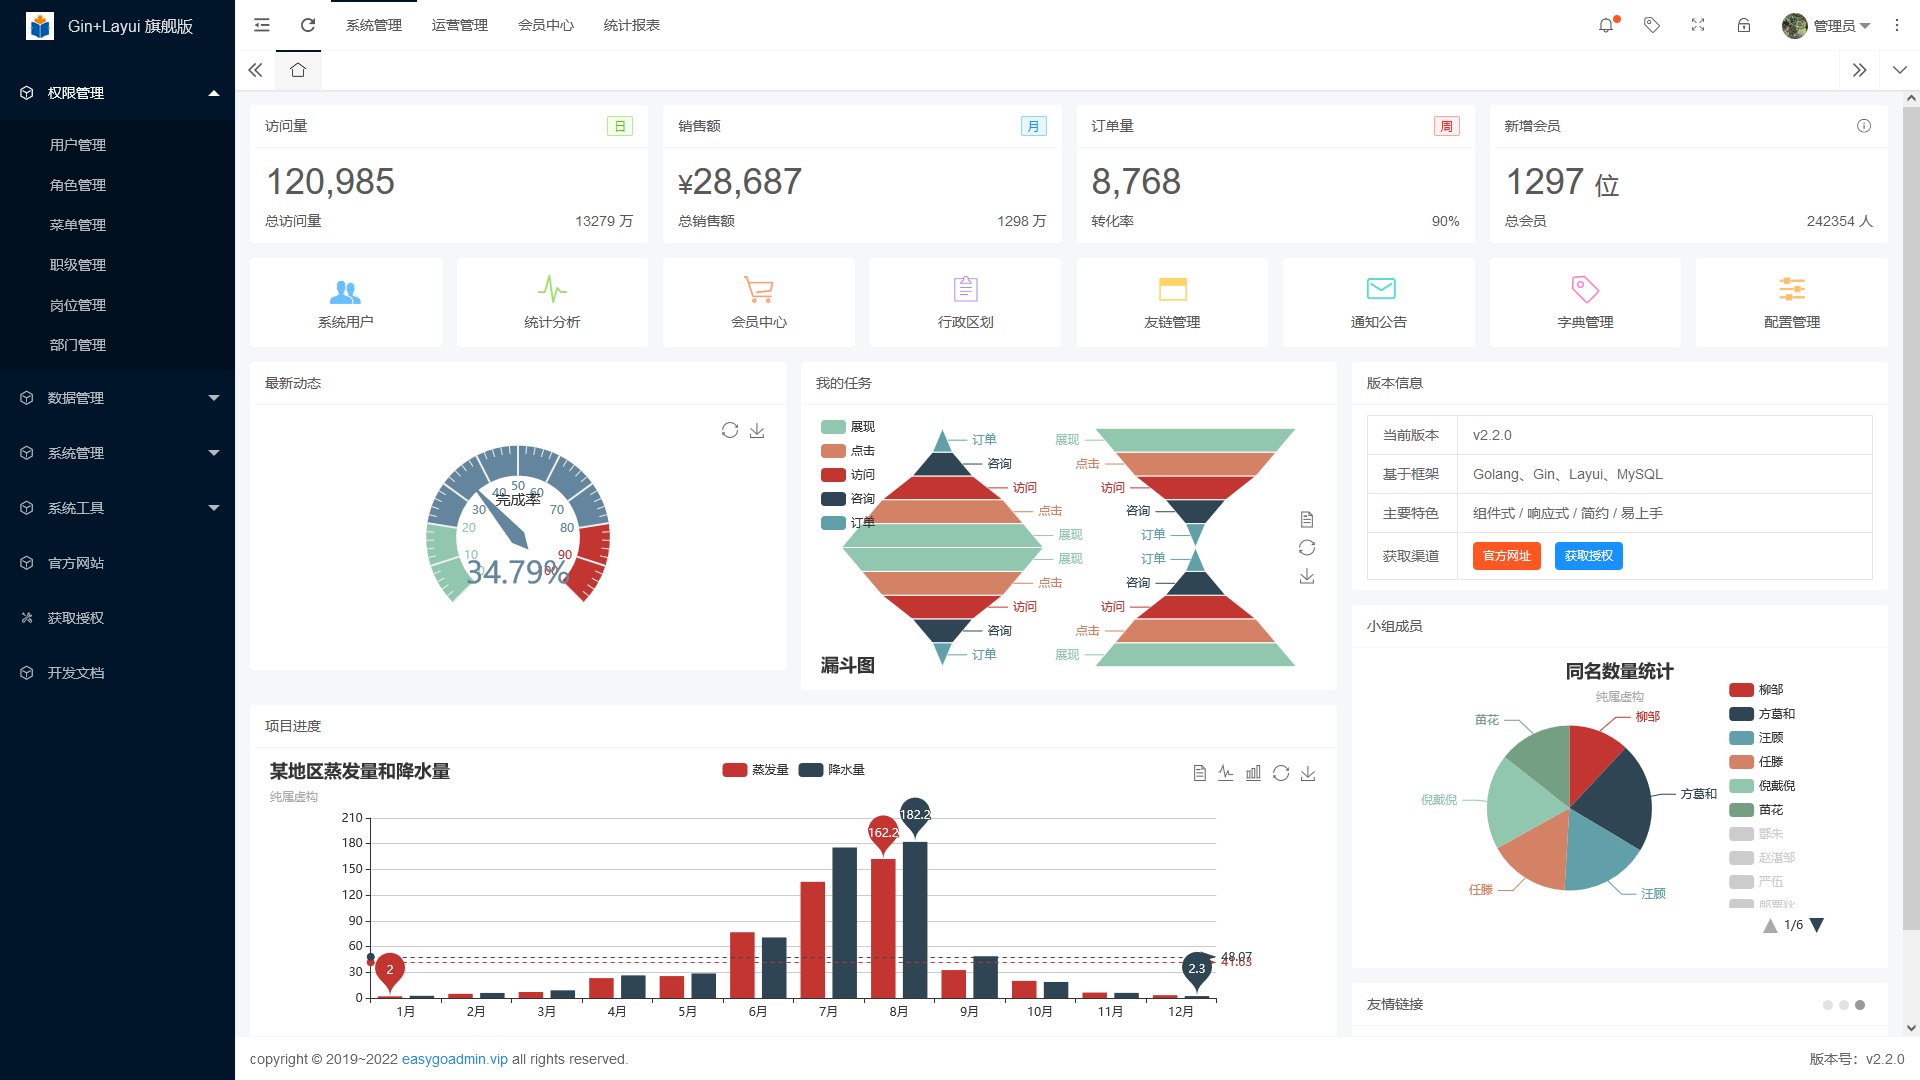 Gin+Layui 旗舰版
系统管理
运营管理
会员中心
统计报表
管理员
权限管理
用户管理
角色管理
菜单管理
职级管理
岗位管理
部门管理
数据管理
系统管理
系统工具
官方网站
获取授权
开发文档
访问量 日
120,985
总访问量 13279 万
销售额 月
¥28,687
总销售额 1298 万
订单量 周
8,768
转化率 90%
新增会员
1297 位
总会员 242354 人
系统用户
统计分析
会员中心
行政区划
友链管理
通知公告
字典管理
配置管理
最新动态
10
20
30
40
50
60
70
80
90
完成率
34.79%
我的任务
展现
点击
访问
咨询
订单
订单
咨询
访问
点击
展现
展现
点击
访问
咨询
订单
展现
点击
访问
咨询
订单
订单
咨询
访问
点击
展现
漏斗图
版本信息
当前版本 v2.2.0
基于框架 Golang、Gin、Layui、MySQL
主要特色 组件式 / 响应式 / 简约 / 易上手
获取渠道 官方网址 获取授权
小组成员
同名数量统计
纯属虚构
柳邹
方葛和
汪顾
任滕
倪戴倪
苗花
柳邹
方葛和
汪顾
任滕
倪戴倪
苗花
酆朱
赵湛邹
严伍
1/6
项目进度
某地区蒸发量和降水量
纯属虚构
蒸发量 降水量
210
180
150
120
90
60
30
0
2
162.2
182.2
2.3
48.07
41.63
1月 2月 3月 4月 5月 6月 7月 8月 9月 10月 11月 12月
友情链接
copyright © 2019~2022 easygoadmin.vip all rights reserved.
版本号：v2.2.0